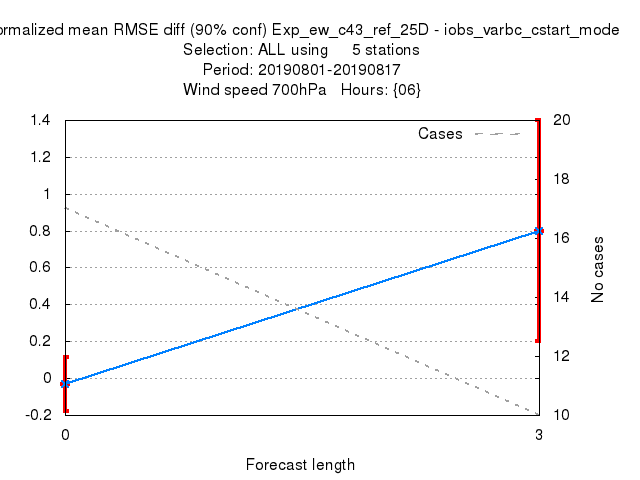 ormalized mean RMSE diff (90% conf) Exp_ew_c43_ref_25D - iobs_varbc_cstart_mode
Selection: ALL using 5 stations
Period: 20190801-20190817
Wind speed 700hPa Hours: {06}
Cases
1.4
1.2
1
0.8
0.6
0.4
0.2
0
-0.2
20
18
16
14
12
10
No cases
0
3
Forecast length